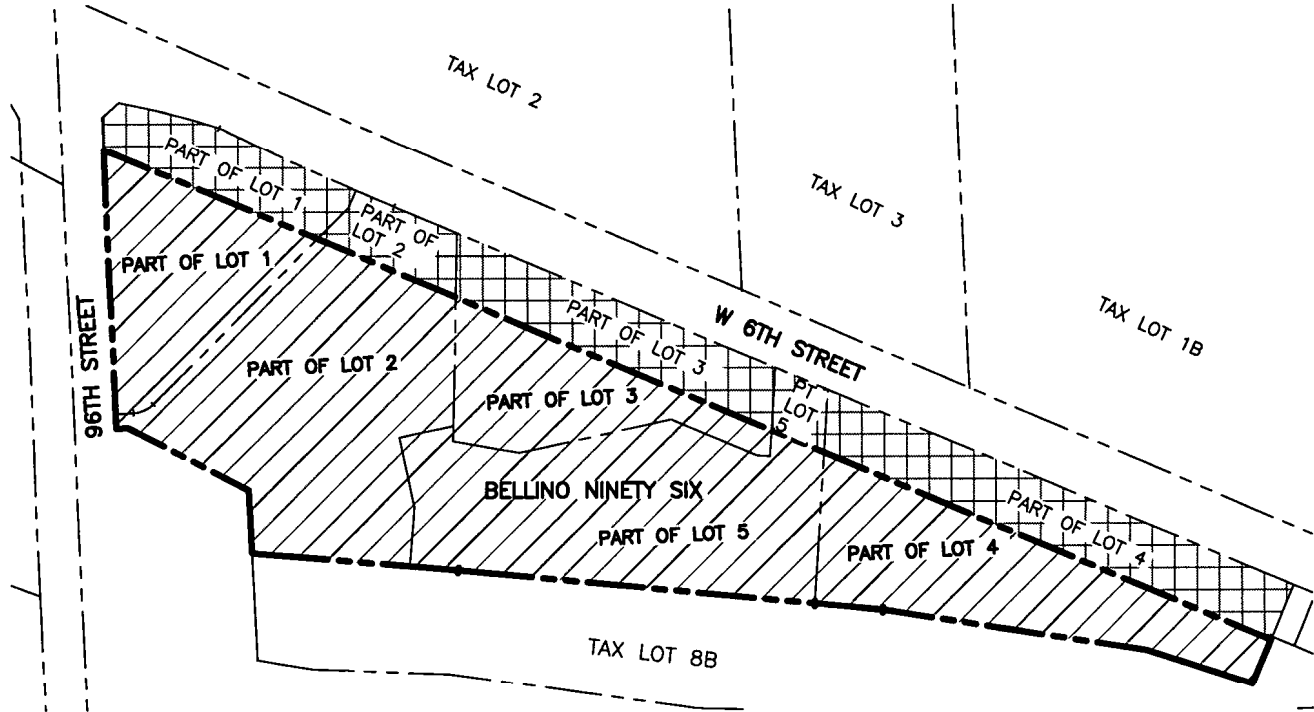 TAX LOT 2
TAX LOT 3
TAX LOT 1B
PART OF LOT 1
PART OF
LOT 2
PART OF LOT 3
PT
LOT
5
PART OF LOT 4
W 6TH STREET
96TH STREET
PART OF LOT 1
PART OF LOT 2
PART OF LOT 3
BELLINO NINETY SIX
PART OF LOT 5
PART OF LOT 4
TAX LOT 8B